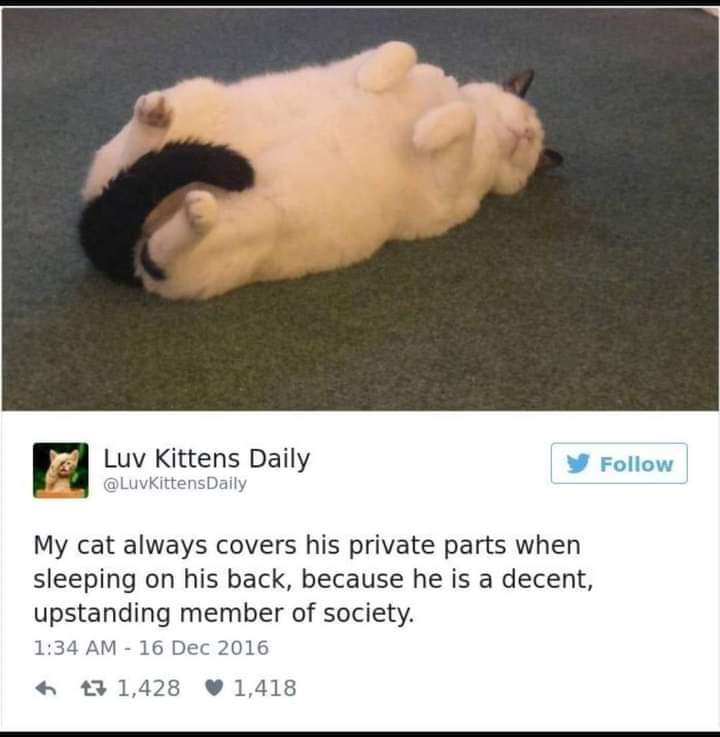 Luv Kittens Daily
@LuvKittensDaily
Follow
My cat always covers his private parts when
sleeping on his back, because he is a decent,
upstanding member of society.
1:34 AM - 16 Dec 2016
1,428 1,418